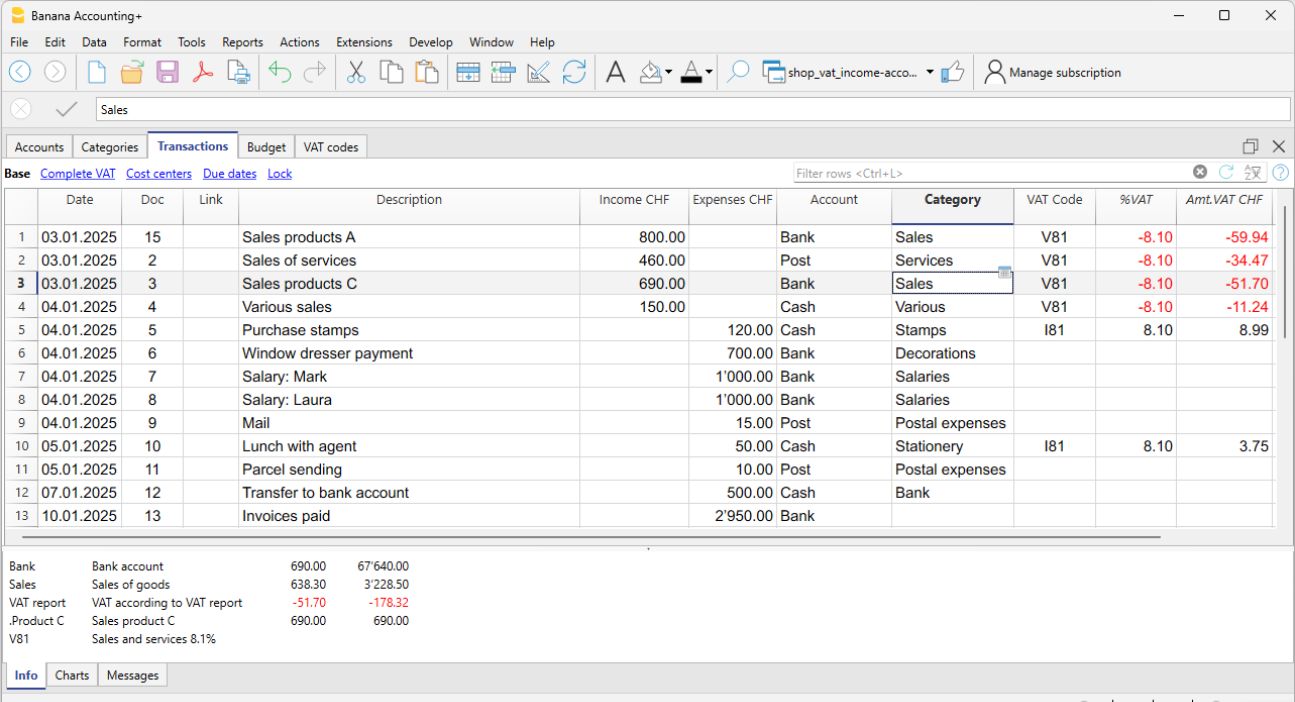 Banana Accounting+
File Edit Data Format Tools Reports Actions Extensions Develop Window Help
shop_vat_income-acco... Manage subscription
Sales
Accounts Categories Transactions Budget VAT codes
Base Complete VAT Cost centers Due dates Lock Filter rows <Ctrl+L>
Date Doc Link Description Income CHF Expenses CHF Account Category VAT Code %VAT Amt.VAT CHF
1 03.01.2025 15 Sales products A 800.00 Bank Sales V81 -8.10 -59.94
2 03.01.2025 2 Sales of services 460.00 Post Services V81 -8.10 -34.47
3 03.01.2025 3 Sales products C 690.00 Bank Sales V81 -8.10 -51.70
4 03.01.2025 4 Various sales 150.00 Cash Various V81 -8.10 -11.24
5 04.01.2025 5 Purchase stamps 120.00 Cash Stamps I81 8.10 8.99
6 04.01.2025 6 Window dresser payment 700.00 Bank Decorations
7 04.01.2025 7 Salary: Mark 1'000.00 Bank Salaries
8 04.01.2025 8 Salary: Laura 1'000.00 Bank Salaries
9 04.01.2025 9 Mail 15.00 Post Postal expenses
10 05.01.2025 10 Lunch with agent 50.00 Cash Stationery I81 8.10 3.75
11 05.01.2025 11 Parcel sending 10.00 Post Postal expenses
12 07.01.2025 12 Transfer to bank account 500.00 Cash Bank
13 10.01.2025 13 Invoices paid 2'950.00 Bank
Bank Bank account 690.00 67'640.00
Sales Sales of goods 638.30 3'228.50
VAT report VAT according to VAT report -51.70 -178.32
.Product C Sales product C 690.00 690.00
V81 Sales and services 8.1%
Info Charts Messages